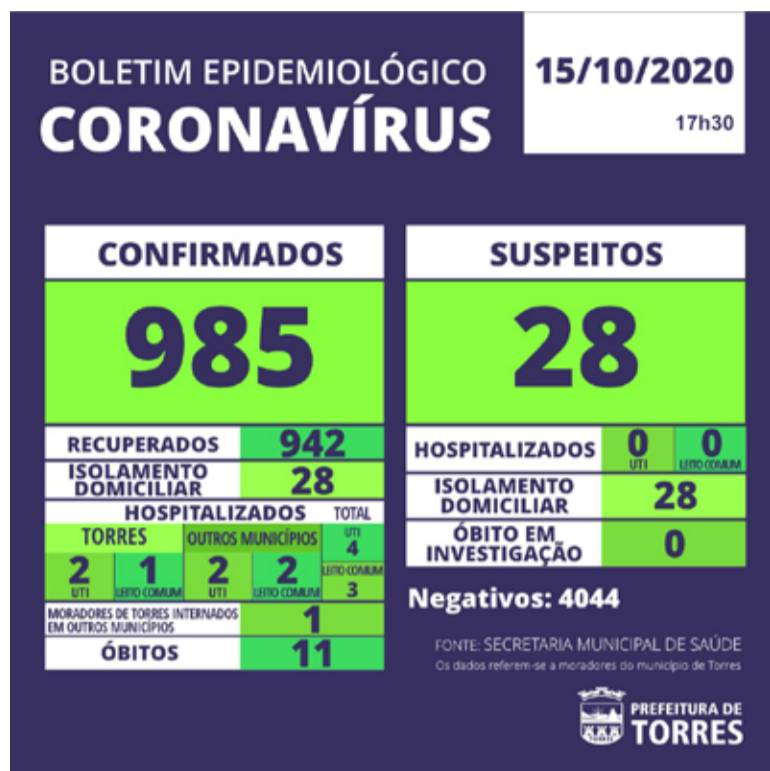 BOLETIM EPIDEMIOLÓGICO
CORONAVÍRUS
15/10/2020
17h30
CONFIRMADOS
985
RECUPERADOS 942
ISOLAMENTO
DOMICILIAR 28
HOSPITALIZADOS TOTAL
TORRES OUTROS MUNICÍPIOS UTI
4
2 1 2 2 LEITO COMUM
UTI LEITO COMUM UTI LEITO COMUM 3
MORADORES DE TORRES INTERNADOS
EM OUTROS MUNICÍPIOS 1
ÓBITOS 11
SUSPEITOS
28
HOSPITALIZADOS 0 0
UTI LEITO COMUM
ISOLAMENTO
DOMICILIAR 28
ÓBITO EM
INVESTIGAÇÃO 0
Negativos: 4044
FONTE: SECRETARIA MUNICIPAL DE SAÚDE
Os dados referem-se a moradores do município de Torres
PREFEITURA DE
TORRES